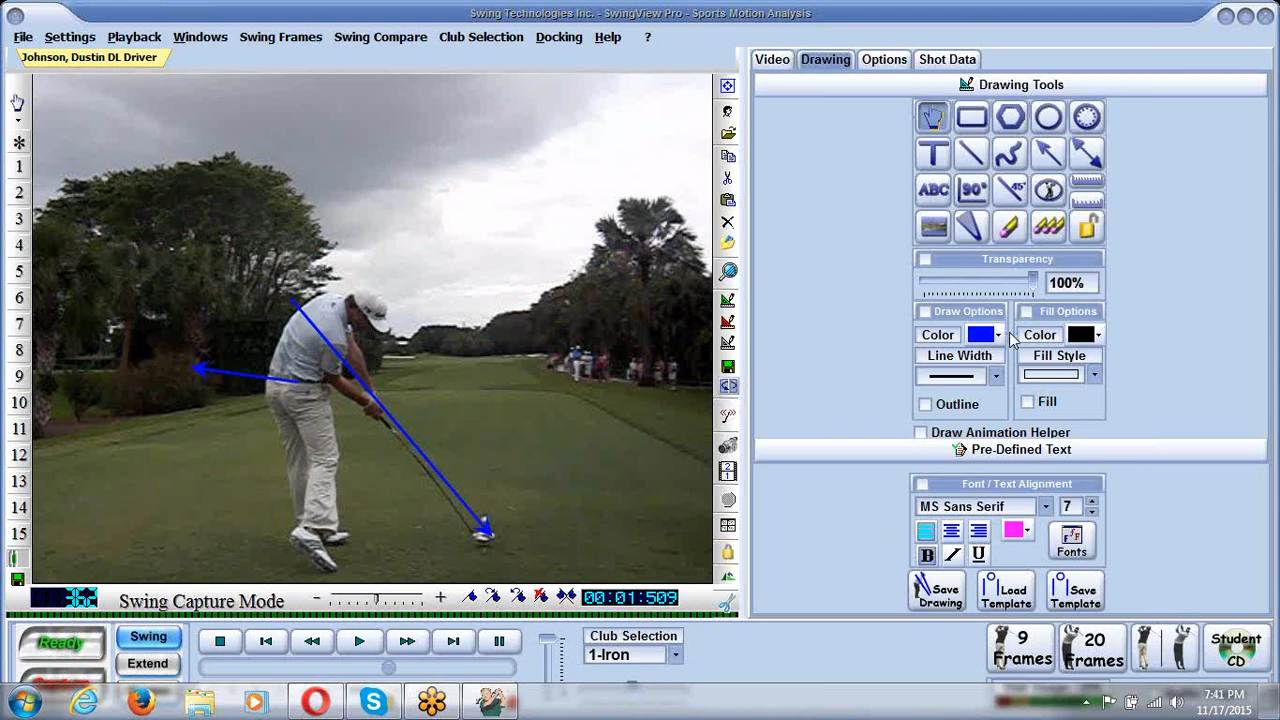 Swing Technologies Inc. - SwingView Pro - Sports Motion Analysis
File Settings Playback Windows Swing Frames Swing Compare Club Selection Docking Help ?
Johnson, Dustin DL Driver
Video Drawing Options Shot Data
Drawing Tools
1
2
3
4
5
6
7
8
9
10
11
12
13
14
15
T
ABC 90° 45°
Transparency
100%
Draw Options Fill Options
Color Color
Line Width Fill Style
Outline Fill
Draw Animation Helper
Pre-Defined Text
Font / Text Alignment
MS Sans Serif 7
B I U Fonts
Save Drawing Load Template Save Template
Swing Capture Mode - + 00:01:509
Ready Swing
Extend
Club Selection
1-Iron
9 Frames 20 Frames Student CD
7:41 PM
11/17/2015